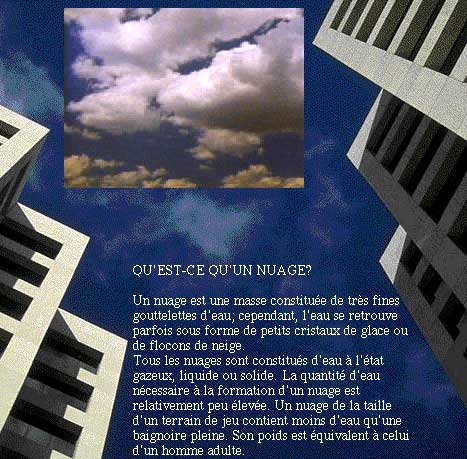 QU'EST-CE QU'UN NUAGE?
Un nuage est une masse constituée de très fines
gouttelettes d'eau; cependant, l'eau se retrouve
parfois sous forme de petits cristaux de glace ou
de flocons de neige.
Tous les nuages sont constitués d'eau à l'état
gazeux, liquide ou solide. La quantité d'eau
nécessaire à la formation d'un nuage est
relativement peu élevée. Un nuage de la taille
d'un terrain de jeu contient moins d'eau qu'une
baignoire pleine. Son poids est équivalent à celui
d'un homme adulte.